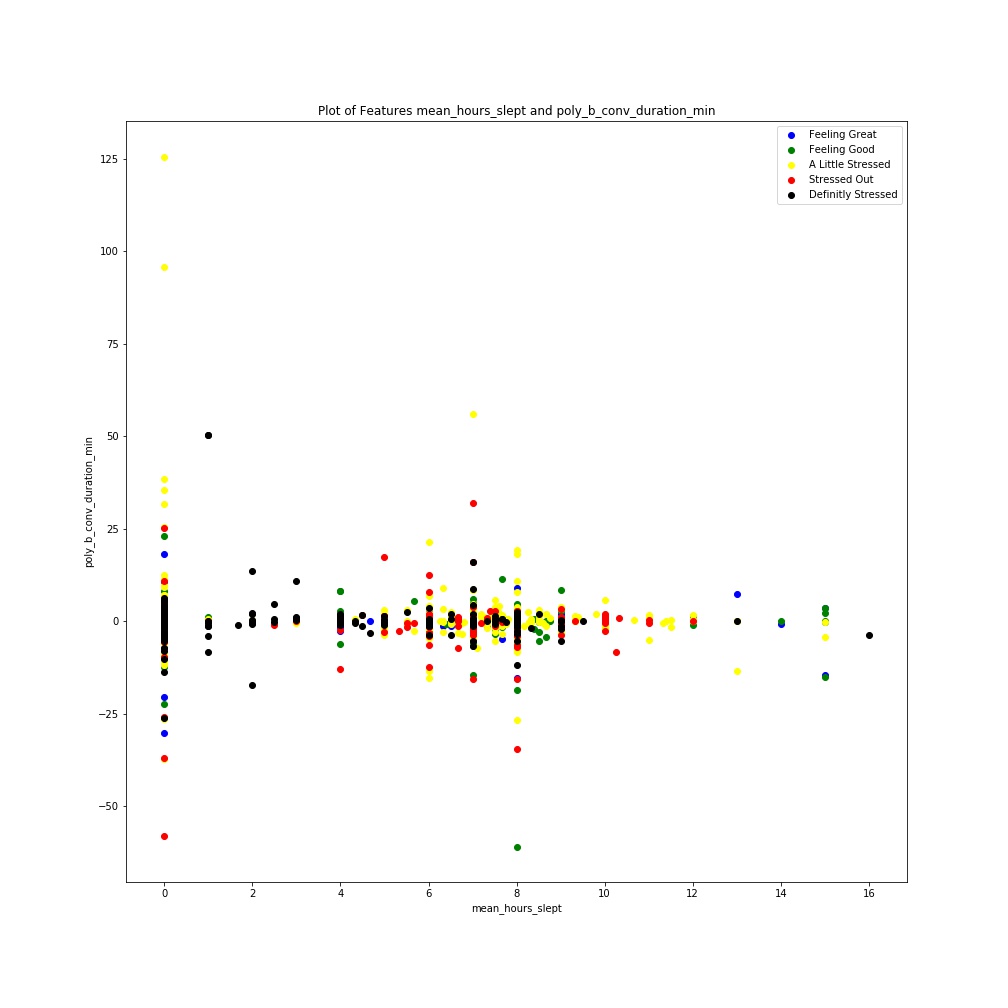 Plot of Features mean_hours_slept and poly_b_conv_duration_min
Feeling Great
Feeling Good
A Little Stressed
Stressed Out
Definitly Stressed
125
100
75
50
25
0
−25
−50
poly_b_conv_duration_min
0 2 4 6 8 10 12 14 16
mean_hours_slept